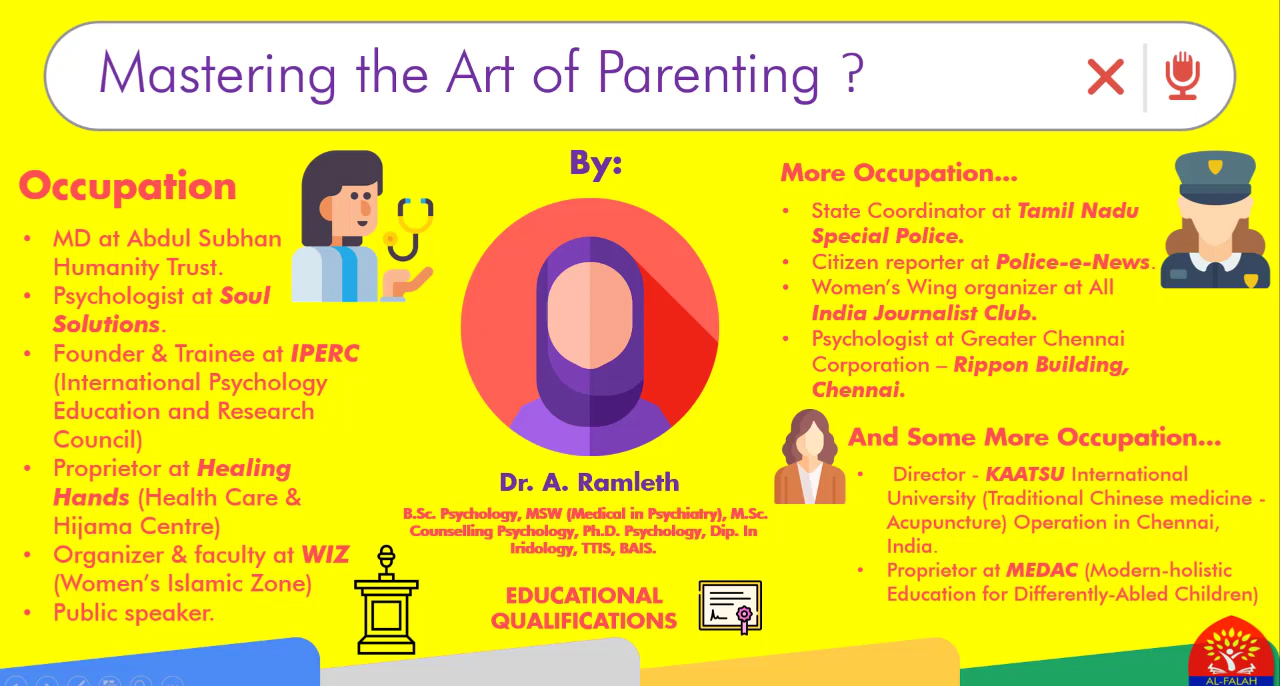 Mastering the Art of Parenting ?
Occupation
• MD at Abdul Subhan
Humanity Trust.
• Psychologist at Soul
Solutions.
• Founder & Trainee at IPERC
(International Psychology
Education and Research
Council)
• Proprietor at Healing
Hands (Health Care &
Hijama Centre)
• Organizer & faculty at WIZ
(Women's Islamic Zone)
• Public speaker.
By:
Dr. A. Ramleth
B.Sc. Psychology, MSW (Medical in Psychiatry), M.Sc.
Counselling Psychology, Ph.D. Psychology, Dip. In
Iridology, TTIS, BAIS.
EDUCATIONAL
QUALIFICATIONS
More Occupation...
• State Coordinator at Tamil Nadu
Special Police.
• Citizen reporter at Police-e-News.
• Women's Wing organizer at All
India Journalist Club.
• Psychologist at Greater Chennai
Corporation – Rippon Building,
Chennai.
And Some More Occupation...
• Director - KAATSU International
University (Traditional Chinese medicine -
Acupuncture) Operation in Chennai,
India.
• Proprietor at MEDAC (Modern-holistic
Education for Differently-Abled Children)
AL-FALAH